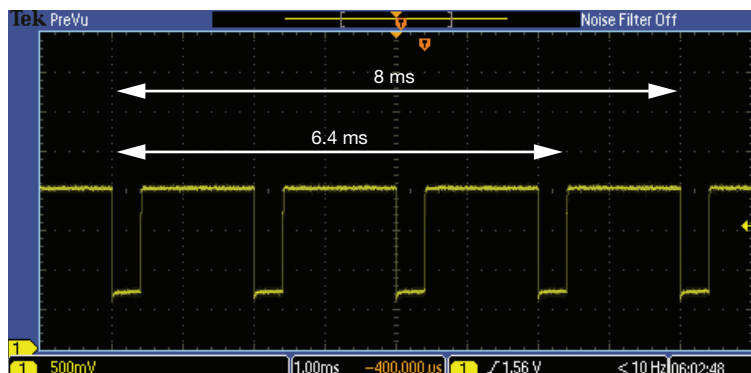 Tek PreVu Noise Filter Off
T
T
8 ms
6.4 ms
1
1 500mV 1.00ms -400.000 us 1 1.56 V < 10 Hz 06:02:48